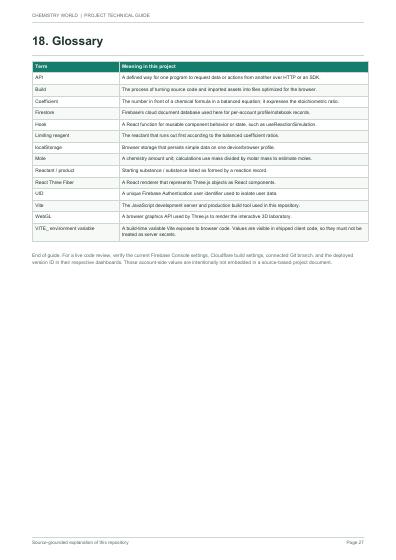 CHEMISTRY WORLD | PROJECT TECHNICAL GUIDE
18. Glossary
Term Meaning in this project
API A defined way for one program to request data or actions from another over HTTP or an SDK.
Build The process of turning source code and imported assets into files optimized for the browser.
Coefficient The number in front of a chemical formula in a balanced equation; it expresses the stoichiometric ratio.
Firestore Firebase's cloud document database used here for per-account profile/notebook records.
Hook A React function for reusable component behavior or state, such as useReactionSimulation.
Limiting reagent The reactant that runs out first according to the balanced coefficient ratios.
localStorage Browser storage that persists simple data on one device/browser profile.
Mole A chemistry amount unit; calculations use mass divided by molar mass to estimate moles.
Reactant / product Starting substance / substance listed as formed by a reaction record.
React Three Fiber A React renderer that represents Three.js objects as React components.
UID A unique Firebase Authentication user identifier used to isolate user data.
Vite The JavaScript development server and production build tool used in this repository.
WebGL A browser graphics API used by Three.js to render the interactive 3D laboratory.
VITE_ environment variable A build-time variable Vite exposes to browser code. Values are visible in shipped client code, so they must not be
treated as server secrets.
End of guide. For a live code review, verify the current Firebase Console settings, Cloudflare build settings, connected Git branch, and the deployed
version ID in their respective dashboards. Those account-side values are intentionally not embedded in a source-based project document.
Source-grounded explanation of this repository Page 27